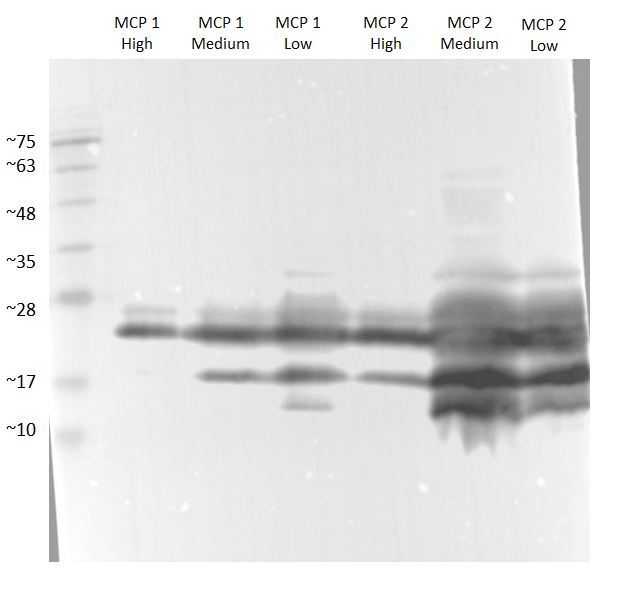 MCP 1 High
MCP 1 Medium
MCP 1 Low
MCP 2 High
MCP 2 Medium
MCP 2 Low
~75
~63
~48
~35
~28
~17
~10